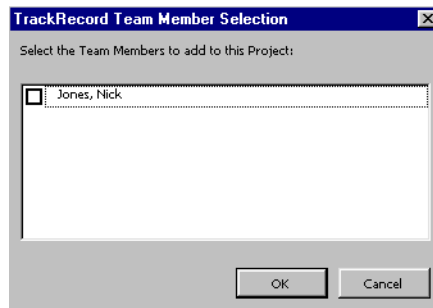 TrackRecord Team Member Selection
Select the Team Members to add to this Project:
Jones, Nick
OK Cancel